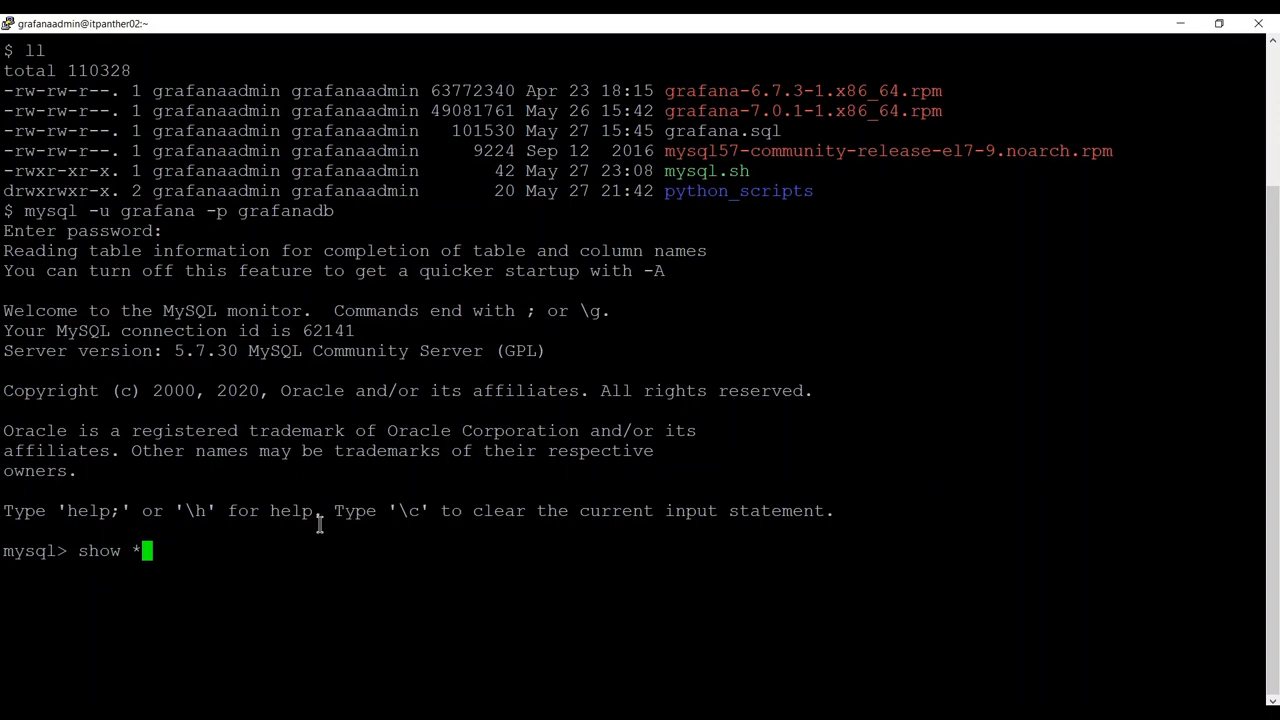 grafanaadmin@itpanther02:~
$ ll
total 110328
-rw-rw-r--. 1 grafanaadmin grafanaadmin 63772340 Apr 23 18:15 grafana-6.7.3-1.x86_64.rpm
-rw-rw-r--. 1 grafanaadmin grafanaadmin 49081761 May 26 15:42 grafana-7.0.1-1.x86_64.rpm
-rw-rw-r--. 1 grafanaadmin grafanaadmin   101530 May 27 15:45 grafana.sql
-rw-rw-r--. 1 grafanaadmin grafanaadmin     9224 Sep 12  2016 mysql57-community-release-el7-9.noarch.rpm
-rwxr-xr-x. 1 grafanaadmin grafanaadmin       42 May 27 23:08 mysql.sh
drwxrwxr-x. 2 grafanaadmin grafanaadmin       20 May 27 21:42 python_scripts
$ mysql -u grafana -p grafanadb
Enter password:
Reading table information for completion of table and column names
You can turn off this feature to get a quicker startup with -A
Welcome to the MySQL monitor.  Commands end with ; or \g.
Your MySQL connection id is 62141
Server version: 5.7.30 MySQL Community Server (GPL)
Copyright (c) 2000, 2020, Oracle and/or its affiliates. All rights reserved.
Oracle is a registered trademark of Oracle Corporation and/or its
affiliates. Other names may be trademarks of their respective
owners.
Type 'help;' or '\h' for help. Type '\c' to clear the current input statement.
mysql> show *